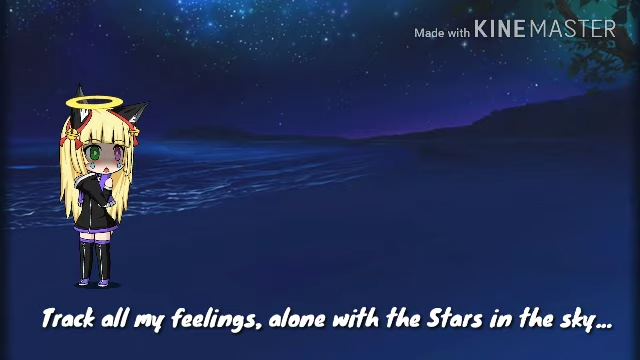 Made with KINEMASTER
Track all my feelings, alone with the Stars in the sky...